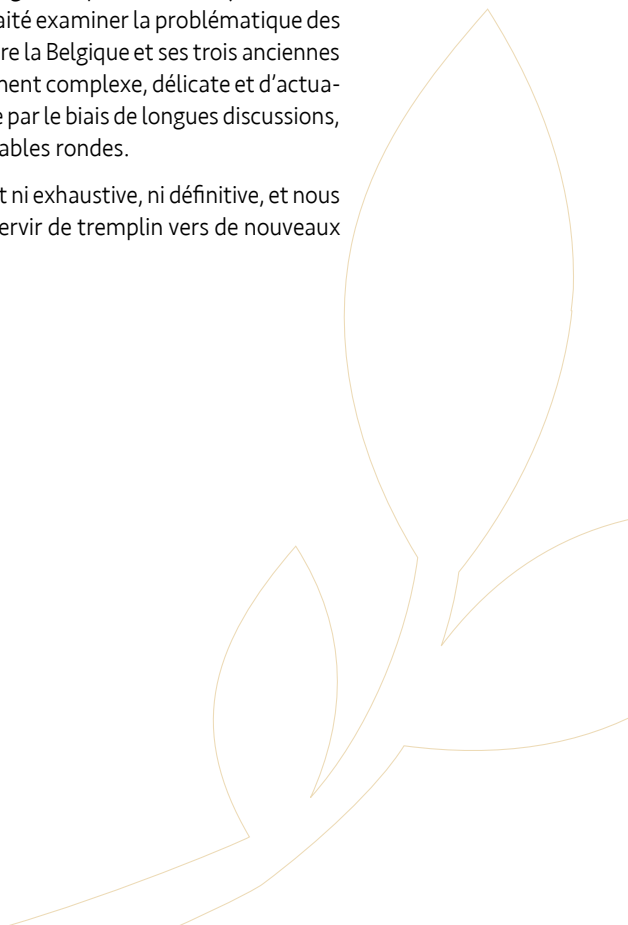 aité examiner la problématique des
re la Belgique et ses trois anciennes
ment complexe, délicate et d’actua-
e par le biais de longues discussions,
ables rondes.
t ni exhaustive, ni définitive, et nous
ervir de tremplin vers de nouveaux